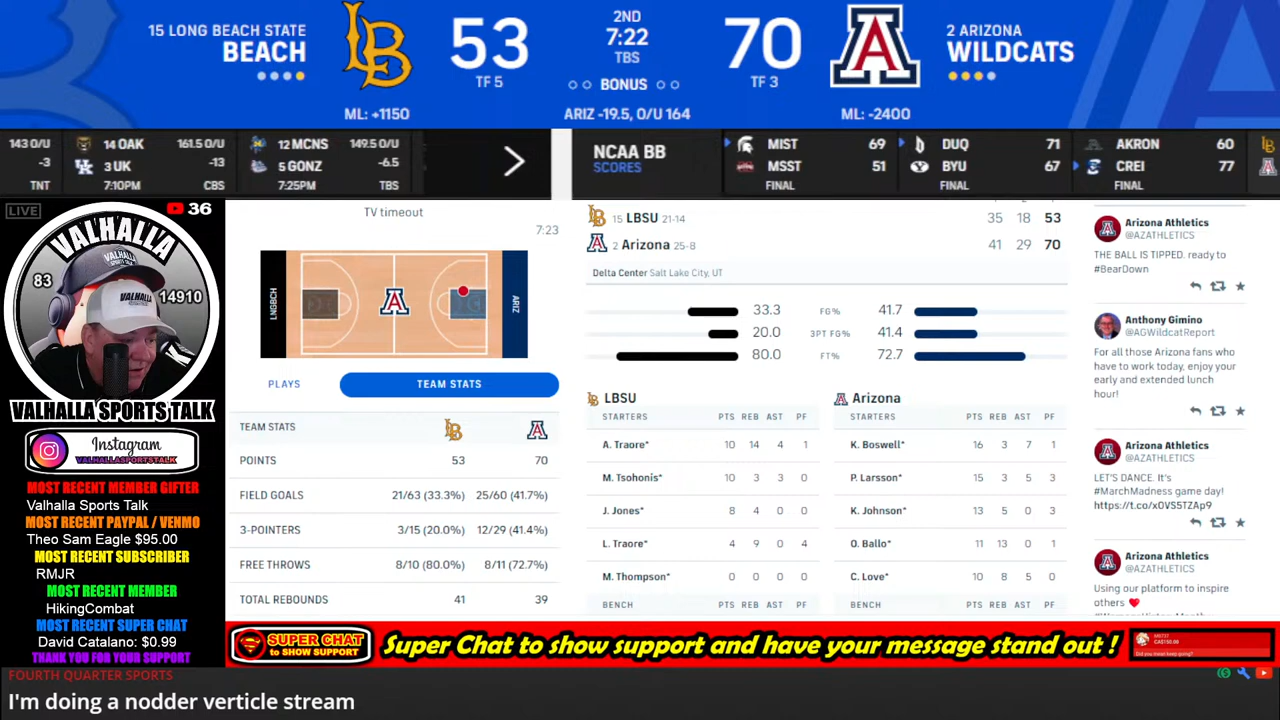 15 LONG BEACH STATE
BEACH
LB
53
TF 5
2ND
7:22
TBS
BONUS
70
TF 3
A
2 ARIZONA
WILDCATS
ML: +1150
ARIZ -19.5, O/U 164
ML: -2400
143 O/U
-3
TNT
14 OAK 161.5 O/U
3 UK -13
7:10PM CBS
12 MCNS 149.5 O/U
5 GONZ -6.5
7:25PM TBS
NCAA BB
SCORES
MIST 69
MSST 51
FINAL
DUQ 71
BYU 67
FINAL
AKRON 60
CREI 77
FINAL
LIVE
36
VALHALLA
83
14910
VALHALLA SPORTS TALK
Instagram
VALHALLASPORTSTALK
MOST RECENT MEMBER GIFTER
Valhalla Sports Talk
MOST RECENT PAYPAL / VENMO
Theo Sam Eagle $95.00
MOST RECENT SUBSCRIBER
RMJR
MOST RECENT MEMBER
HikingCombat
MOST RECENT SUPER CHAT
David Catalano: $0.99
THANK YOU FOR YOUR SUPPORT
TV timeout
7:23
LNGBCH
A
ARIZ
PLAYS
TEAM STATS
TEAM STATS
POINTS 53 70
FIELD GOALS 21/63 (33.3%) 25/60 (41.7%)
3-POINTERS 3/15 (20.0%) 12/29 (41.4%)
FREE THROWS 8/10 (80.0%) 8/11 (72.7%)
TOTAL REBOUNDS 41 39
15 LBSU 21-14 35 18 53
2 Arizona 25-8 41 29 70
Delta Center Salt Lake City, UT
33.3 FG% 41.7
20.0 3PT FG% 41.4
80.0 FT% 72.7
LBSU
STARTERS PTS REB AST PF
A. Traore* 10 14 4 1
M. Tsohonis* 10 3 3 0
J. Jones* 8 4 0 0
L. Traore* 4 9 0 4
M. Thompson* 0 0 0 0
BENCH PTS REB AST PF
Arizona
STARTERS PTS REB AST PF
K. Boswell* 16 3 7 1
P. Larsson* 15 3 5 3
K. Johnson* 13 5 0 3
O. Ballo* 11 13 0 1
C. Love* 10 8 5 0
BENCH PTS REB AST PF
Arizona Athletics
@AZATHLETICS
THE BALL IS TIPPED. ready to
#BearDown
Anthony Gimino
@AGWildcatReport
For all those Arizona fans who
have to work today, enjoy your
early and extended lunch
hour!
Arizona Athletics
@AZATHLETICS
LET'S DANCE. It's
#MarchMadness game day!
https://t.co/xOVS5TZAp9
Arizona Athletics
@AZATHLETICS
Using our platform to inspire
others
SUPER CHAT
to SHOW SUPPORT
Super Chat to show support and have your message stand out !
FOURTH QUARTER SPORTS
I'm doing a nodder verticle stream